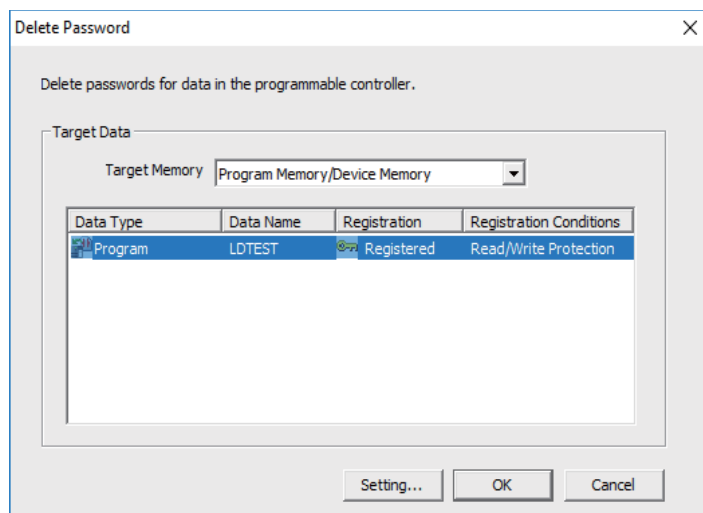 Delete Password
Delete passwords for data in the programmable controller.
Target Data
Target Memory Program Memory/Device Memory
Data Type Data Name Registration Registration Conditions
Program LDTEST Registered Read/Write Protection
Setting... OK Cancel